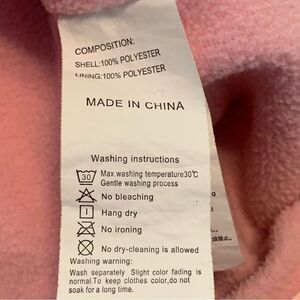 COMPOSITION:
SHELL:100% POLYESTER
LINING:100% POLYESTER
MADE IN CHINA
Washing instructions
30
Max.washing temperature30℃
Gentle washing process
No bleaching
Hang dry
No ironing
No dry-cleaning is allowed
Washing warning:
Wash separately Slight color fading is
normal.To keep clothes color,do not
soak for a long time.